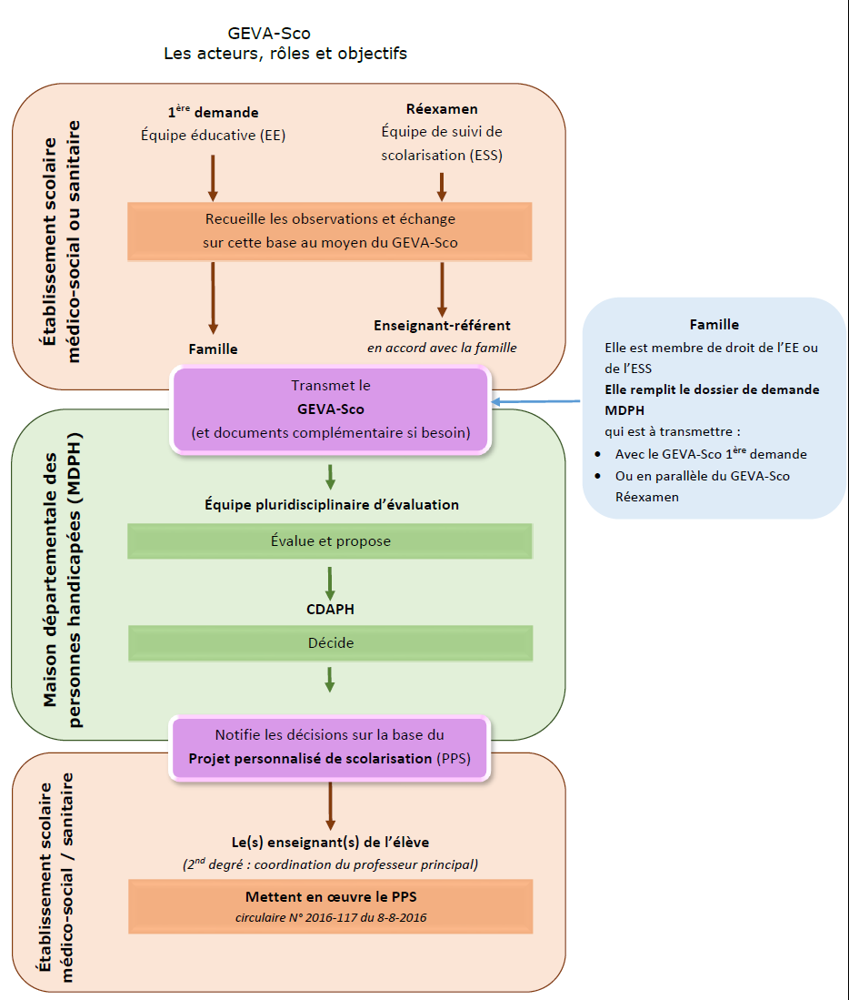 GEVA-Sco
Les acteurs, rôles et objectifs
Établissement scolaire
médico-social ou sanitaire
1ère demande
Équipe éducative (EE)
Réexamen
Équipe de suivi de
scolarisation (ESS)
Recueille les observations et échange
sur cette base au moyen du GEVA-Sco
Famille
Enseignant-référent
en accord avec la famille
Transmet le
GEVA-Sco
(et documents complémentaire si besoin)
Famille
Elle est membre de droit de l’EE ou
de l’ESS
Elle remplit le dossier de demande
MDPH
qui est à transmettre :
• Avec le GEVA-Sco 1ère demande
• Ou en parallèle du GEVA-Sco
Réexamen
Maison départementale des
personnes handicapées (MDPH)
Équipe pluridisciplinaire d’évaluation
Évalue et propose
CDAPH
Décide
Notifie les décisions sur la base du
Projet personnalisé de scolarisation (PPS)
Établissement scolaire
médico-social / sanitaire
Le(s) enseignant(s) de l’élève
(2nd degré : coordination du professeur principal)
Mettent en œuvre le PPS
circulaire N° 2016-117 du 8-8-2016